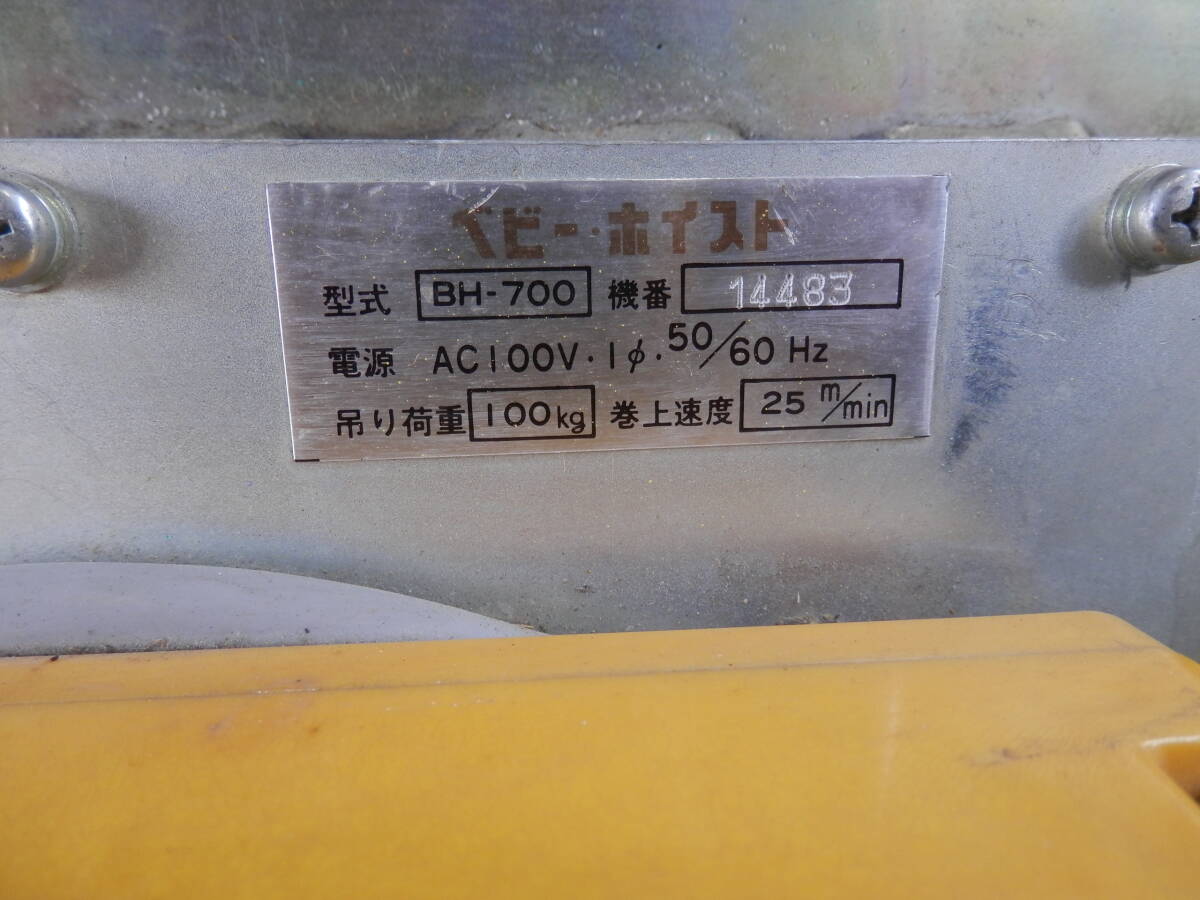 ベビー・ホイスト
型式 BH-700 機番 14483
電源 AC100V・1φ・50/60 Hz
吊り荷重 100kg 巻上速度 25 m/min